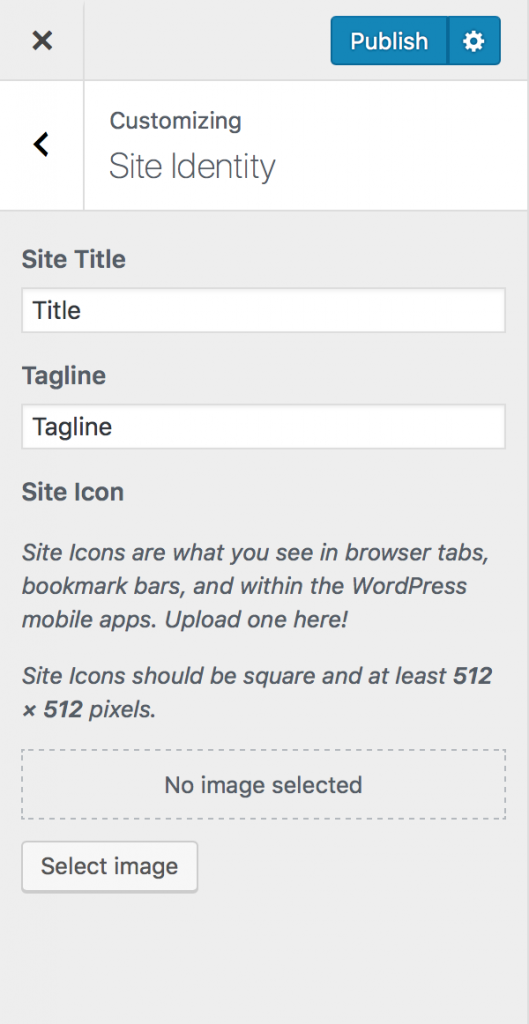 Publish
Customizing
Site Identity
Site Title
Title
Tagline
Tagline
Site Icon
Site Icons are what you see in browser tabs,
bookmark bars, and within the WordPress
mobile apps. Upload one here!
Site Icons should be square and at least 512
× 512 pixels.
No image selected
Select image